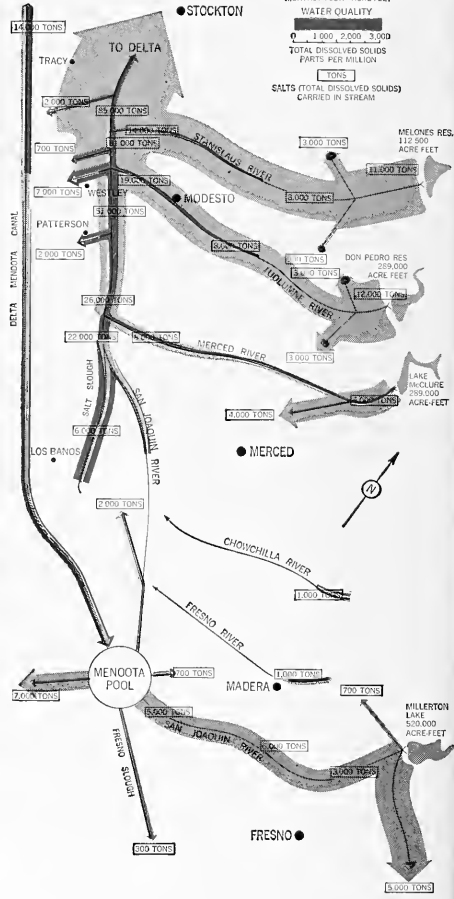 STOCKTON
WATER QUALITY
0 1,000 2,000 3,000
TOTAL DISSOLVED SOLIDS
PARTS PER MILLION
TONS
SALTS (TOTAL DISSOLVED SOLIDS)
CARRIED IN STREAM
14,000 TONS
TO DELTA
TRACY
2,000 TONS
85,000 TONS
14,000 TONS
STANISLAUS RIVER
3,000 TONS
MELONES RES.
112 500
ACRE FEET
700 TONS
11,000 TONS
7,000 TONS
WESTLEY
19,000 TONS
MODESTO
8,000 TONS
51,000 TONS
PATTERSON
2,000 TONS
DELTA MENDOTA CANAL
8,000 TONS
TUOLUMNE RIVER
DON PEDRO RES
289,000
ACRE FEET
12,000 TONS
26,000 TONS
3,000 TONS
22,000 TONS
MERCED RIVER
SALT SLOUGH
SAN JOAQUIN RIVER
LAKE
McCLURE
289,000
ACRE-FEET
4,000 TONS
6,000 TONS
LOS BANOS
MERCED
N
2 000 TONS
CHOWCHILLA RIVER
1,000 TONS
FRESNO RIVER
MENDOTA
POOL
700 TONS
1,000 TONS
MADERA
700 TONS
7,000 TONS
MILLERTON
LAKE
520,000
ACRE-FEET
5,000 TONS
SAN JOAQUIN RIVER
3,000 TONS
FRESNO SLOUGH
300 TONS
FRESNO
5,000 TONS